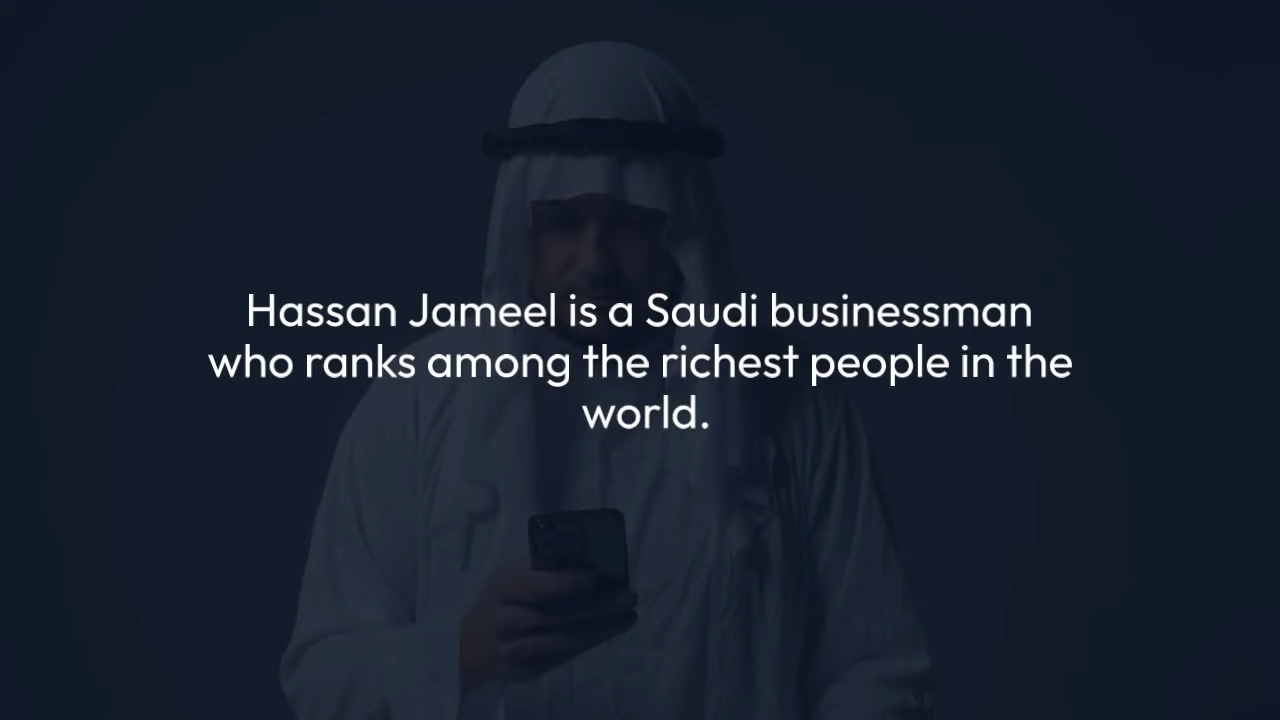 Hassan Jameel is a Saudi businessman
who ranks among the richest people in the
world.